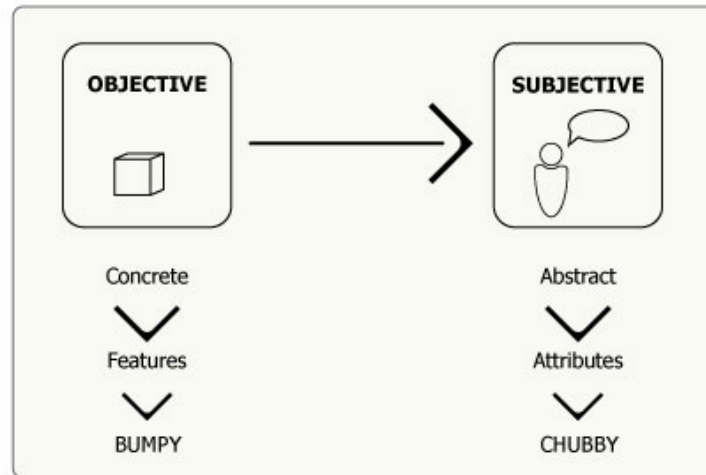 OBJECTIVE
SUBJECTIVE
Concrete
Abstract
Features
Attributes
BUMPY
CHUBBY